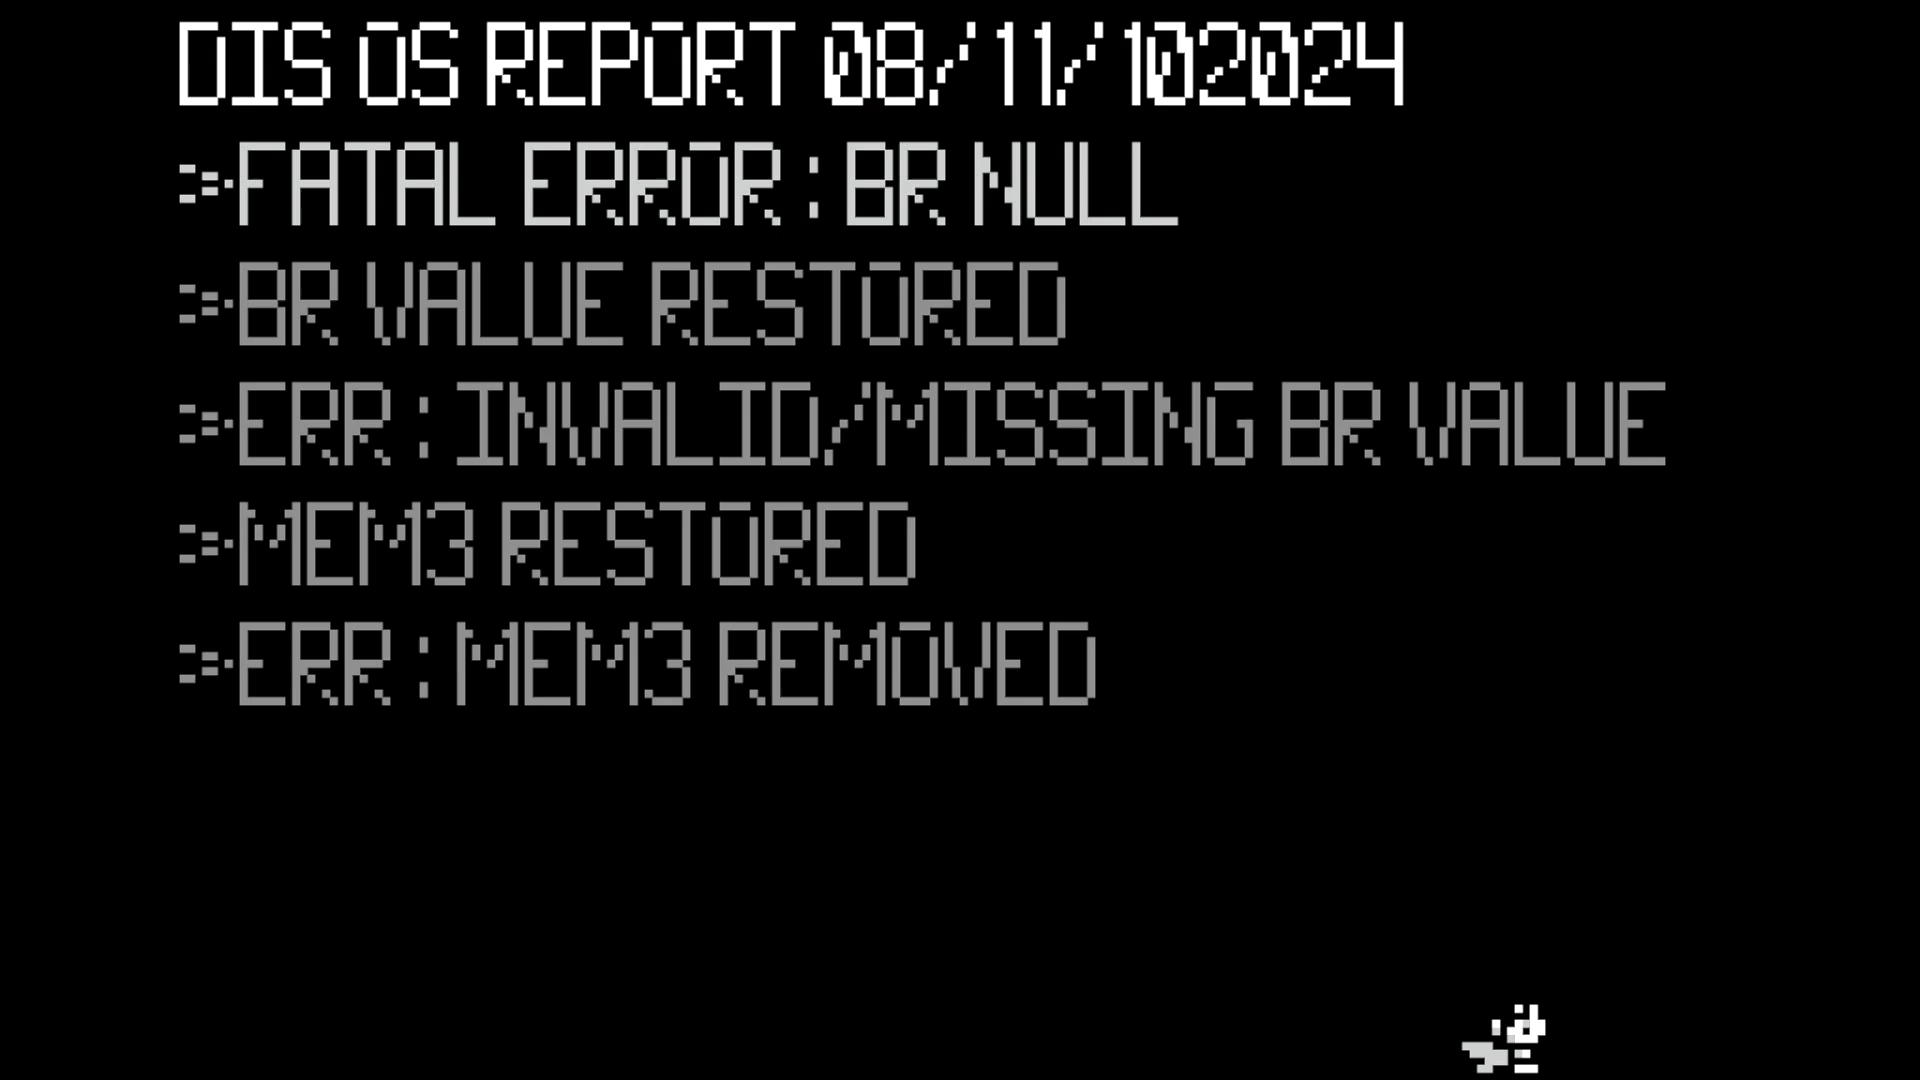 DIS OS REPORT 08/11/102024
:=·FATAL ERROR:BR NULL
:=·BR VALUE RESTORED
:=·ERR:INVALID/MISSING BR VALUE
:=·MEM3 RESTORED
:=·ERR:MEM3 REMOVED